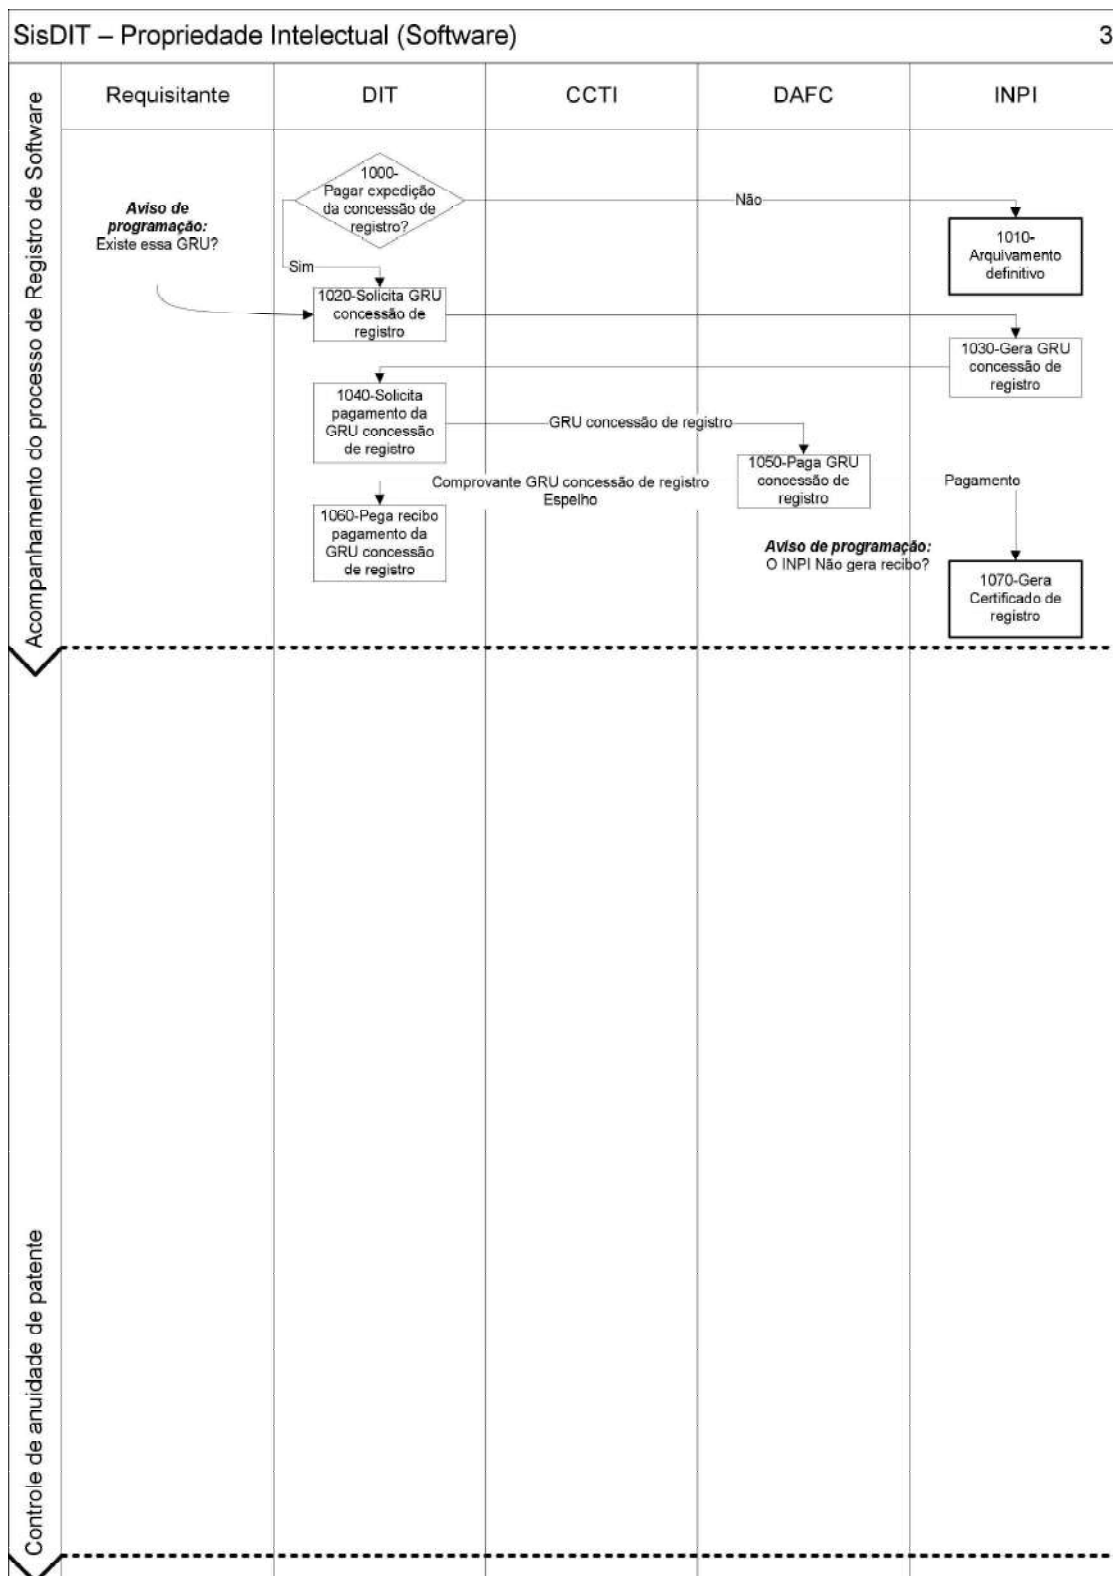 SisDIT – Propriedade Intelectual (Software)
3
Acompanhamento do processo de Registro de Software
Requisitante
DIT
CCTI
DAFC
INPI
1000-
Pagar expedição
da concessão de
registro?
Não
Aviso de
programação:
Existe essa GRU?
1010-
Arquivamento
definitivo
Sim
1020-Solicita GRU
concessão de
registro
1030-Gera GRU
concessão de
registro
1040-Solicita
pagamento da
GRU concessão
de registro
GRU concessão de registro
1050-Paga GRU
concessão de
registro
Comprovante GRU concessão de registro
Espelho
Pagamento
1060-Pega recibo
pagamento da
GRU concessão
de registro
Aviso de programação:
O INPI Não gera recibo?
1070-Gera
Certificado de
registro
Controle de anuidade de patente